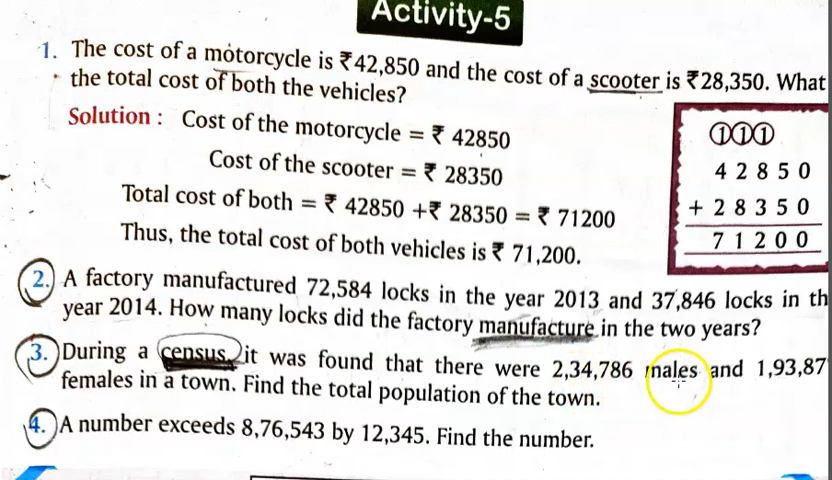 Activity-5
1. The cost of a motorcycle is ₹42,850 and the cost of a scooter is ₹28,350. What
the total cost of both the vehicles?
Solution : Cost of the motorcycle = ₹ 42850
Cost of the scooter = ₹ 28350
Total cost of both = ₹ 42850 +₹ 28350 = ₹ 71200
Thus, the total cost of both vehicles is ₹ 71,200.
①①①
4 2 8 5 0
+ 2 8 3 5 0
7 1 2 0 0
2. A factory manufactured 72,584 locks in the year 2013 and 37,846 locks in th
year 2014. How many locks did the factory manufacture in the two years?
3. During a census, it was found that there were 2,34,786 males and 1,93,87
females in a town. Find the total population of the town.
4. A number exceeds 8,76,543 by 12,345. Find the number.